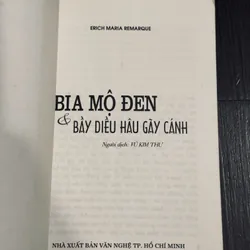 ERICH MARIA REMARQUE
BIA MỘ ĐEN
& BẦY DIỀU HÂU GÃY CÁNH
Người dịch: VŨ KIM THƯ
NHÀ XUẤT BẢN VĂN NGHỆ TP. HỒ CHÍ MINH